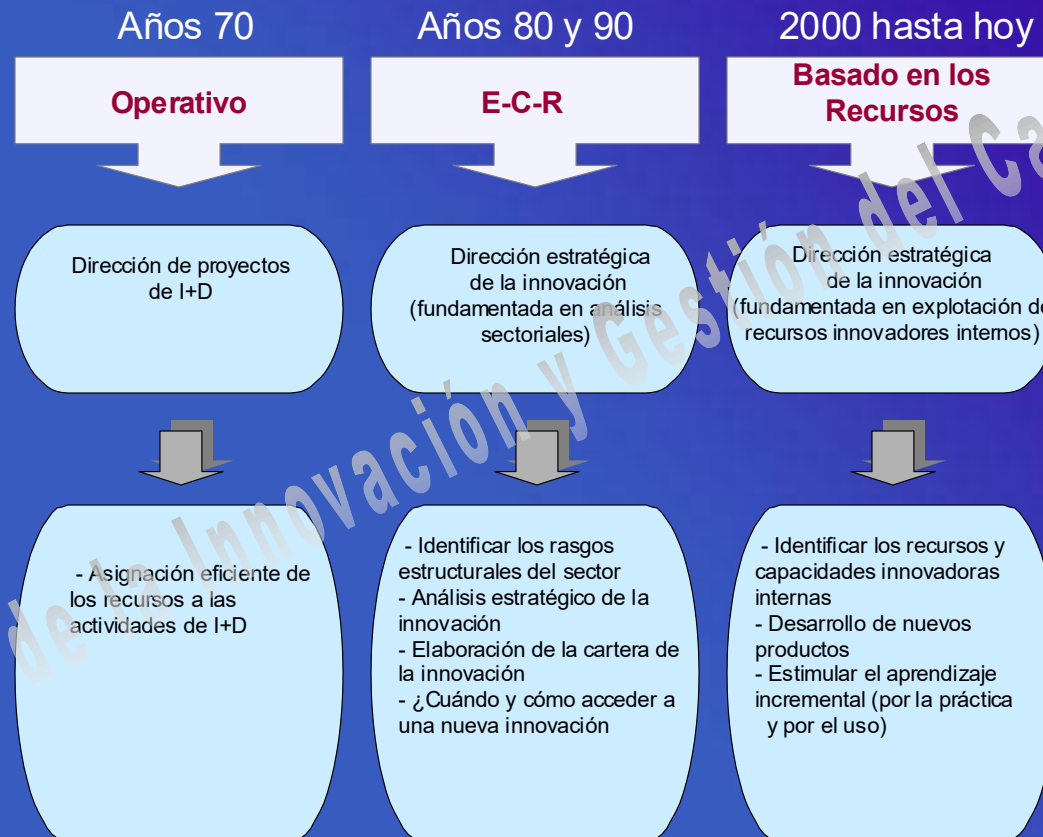 Años 70
Operativo
Dirección de proyectos
de I+D
- Asignación eficiente de
los recursos a las
actividades de I+D
Años 80 y 90
E-C-R
Dirección estratégica
de la innovación
(fundamentada en análisis
sectoriales)
- Identificar los rasgos
estructurales del sector
- Análisis estratégico de la
innovación
- Elaboración de la cartera de
la innovación
- ¿Cuándo y cómo acceder a
una nueva innovación
2000 hasta hoy
Basado en los
Recursos
Dirección estratégica
de la innovación
(fundamentada en explotación de
recursos innovadores internos)
- Identificar los recursos y
capacidades innovadoras
internas
- Desarrollo de nuevos
productos
- Estimular el aprendizaje
incremental (por la práctica
y por el uso)
de la Innovación y Gestión del